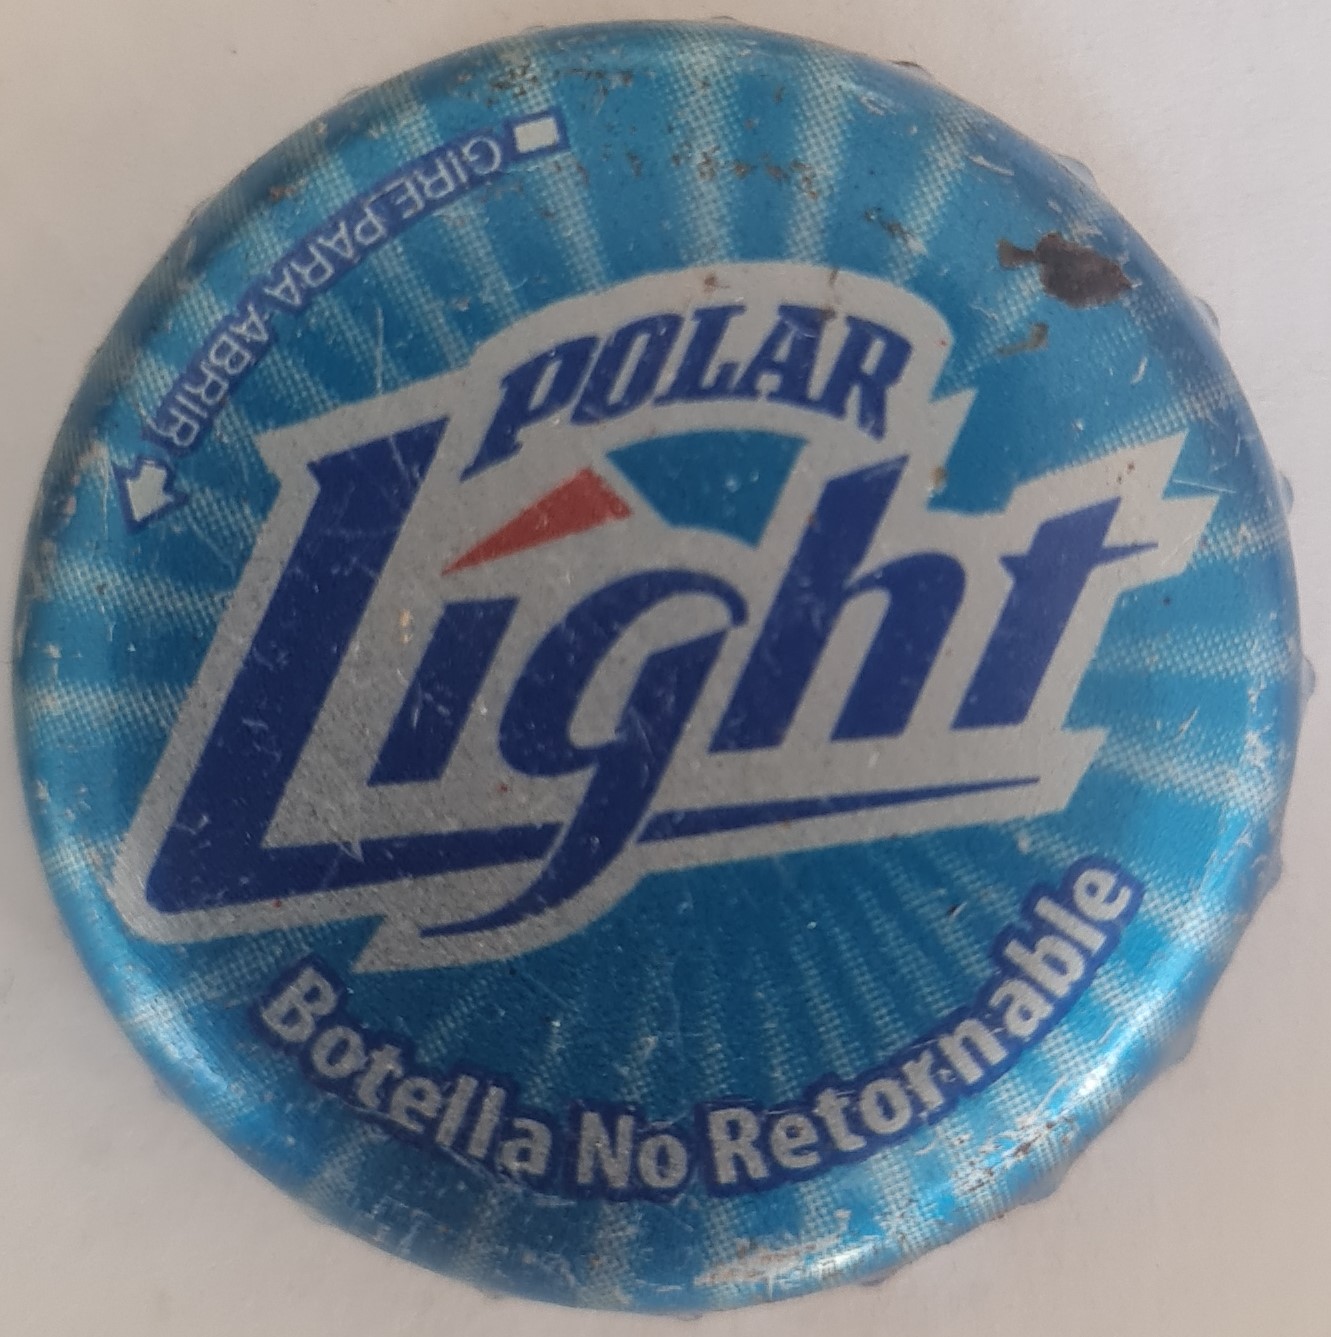 GIRE PARA ABRIR
POLAR
Light
Botella No Retornable